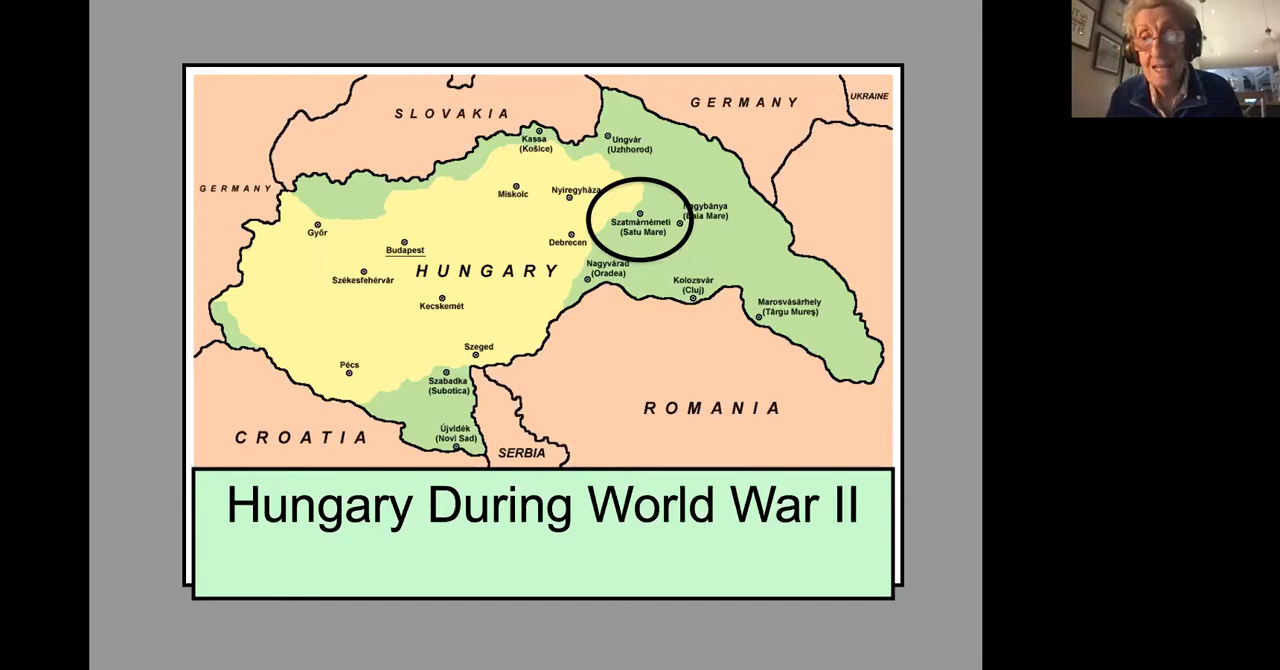 SLOVAKIA
GERMANY
UKRAINE
Kassa
(Košice)
Ungvár
(Uzhhorod)
GERMANY
Miskolc
Nyíregyháza
Nagybánya
(Baia Mare)
Szatmárnémeti
(Satu Mare)
Győr
Budapest
Debrecen
HUNGARY
Nagyvárad
(Oradea)
Székesfehérvár
Kolozsvár
(Cluj)
Kecskemét
Marosvásárhely
(Târgu Mureş)
Szeged
Pécs
Szabadka
(Subotica)
ROMANIA
CROATIA
Újvidék
(Novi Sad)
SERBIA
Hungary During World War II